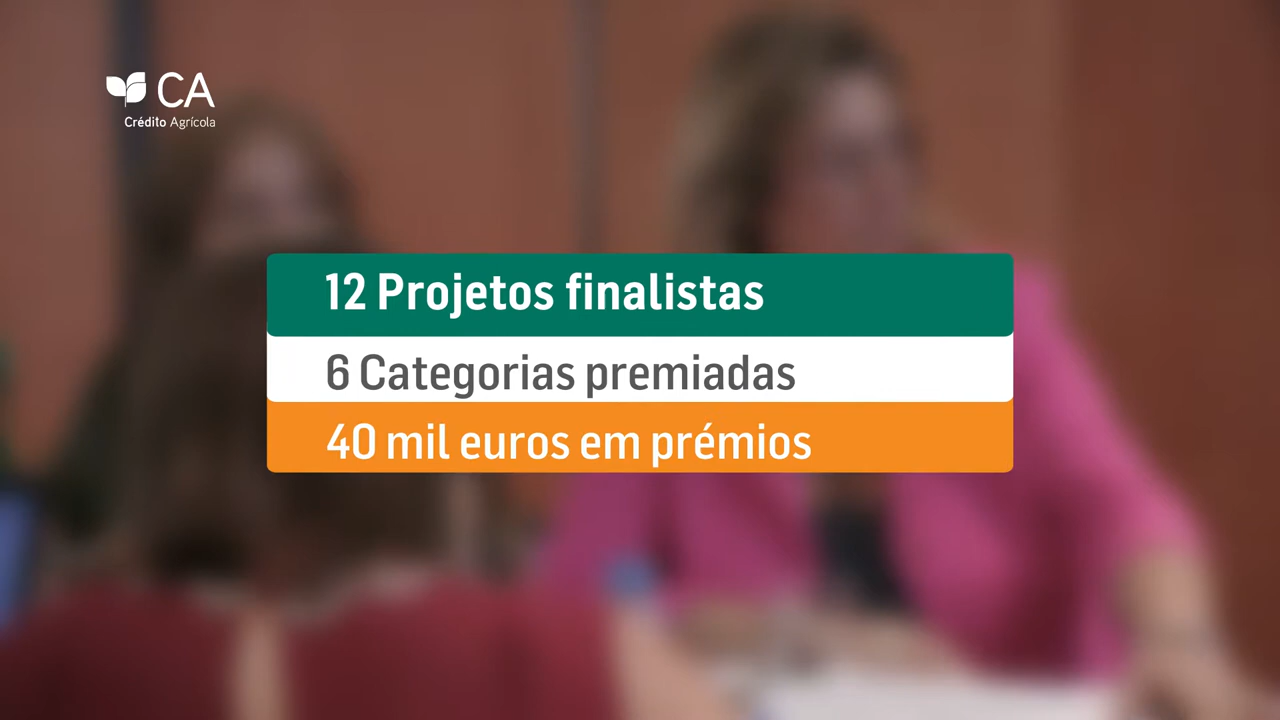 CA
Crédito Agrícola
12 Projetos finalistas
6 Categorias premiadas
40 mil euros em prémios